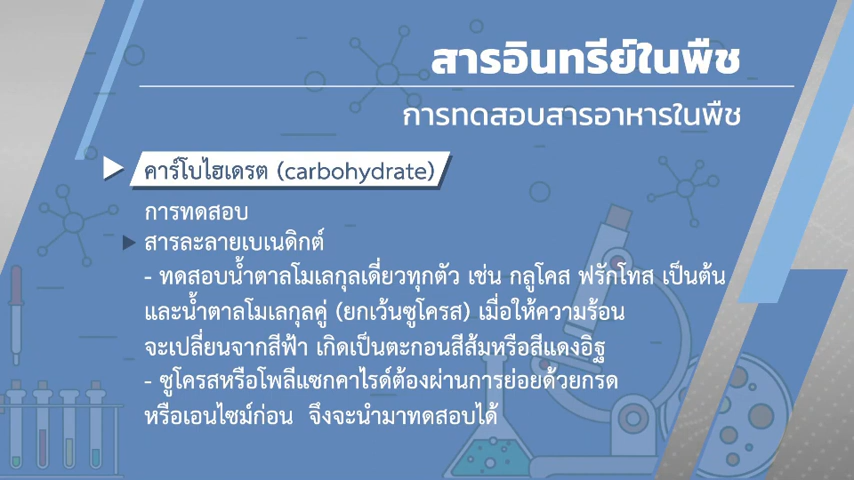 สารอินทรีย์ในพืช
การทดสอบสารอาหารในพืช
คาร์โบไฮเดรต (carbohydrate)
การทดสอบ
สารละลายเบเนดิกต์
- ทดสอบน้ำตาลโมเลกุลเดี่ยวทุกตัว เช่น กลูโคส ฟรักโทส เป็นต้น
และน้ำตาลโมเลกุลคู่ (ยกเว้นซูโครส) เมื่อให้ความร้อน
จะเปลี่ยนจากสีฟ้า เกิดเป็นตะกอนสีส้มหรือสีแดงอิฐ
- ซูโครสหรือโพลีแซกคาไรด์ต้องผ่านการย่อยด้วยกรด
หรือเอนไซม์ก่อน จึงจะนำมาทดสอบได้